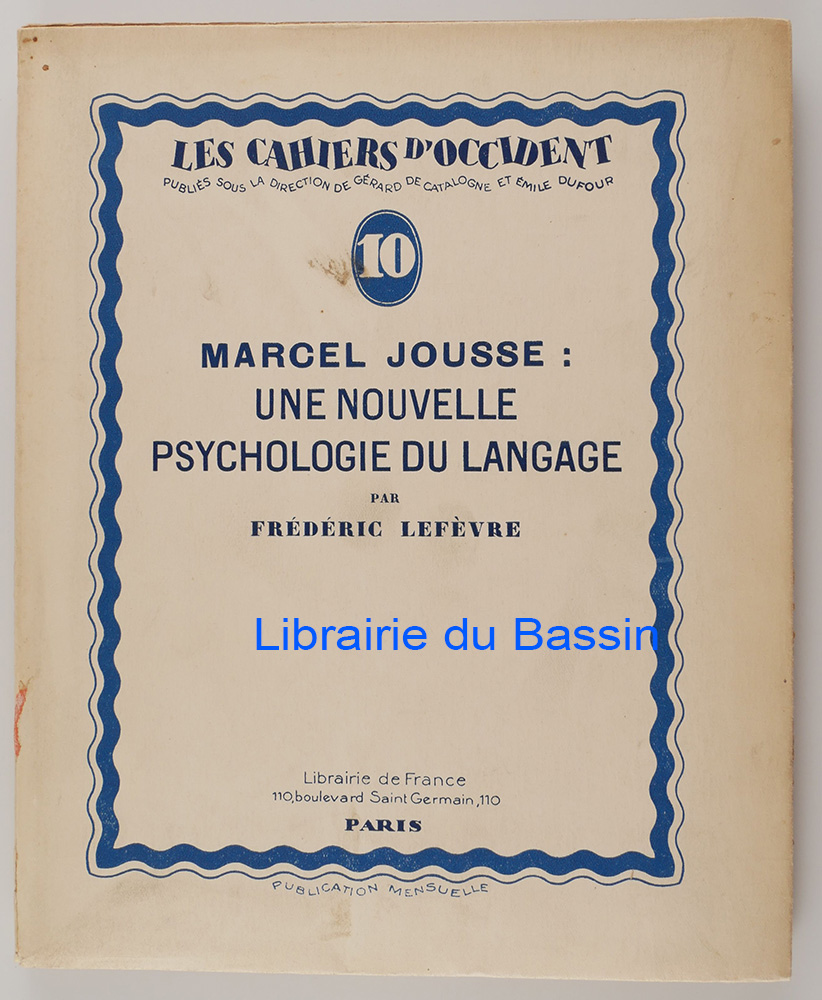 LES CAHIERS D'OCCIDENT
PUBLIÉS SOUS LA DIRECTION DE GÉRARD DE CATALOGNE ET ÉMILE DUFOUR
10
MARCEL JOUSSE :
UNE NOUVELLE
PSYCHOLOGIE DU LANGAGE
PAR
FRÉDÉRIC LEFÈVRE
Librairie du Bassin
Librairie de France
110, boulevard Saint Germain, 110
PARIS
PUBLICATION MENSUELLE